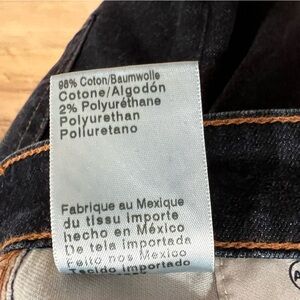 98% Coton/Baumwolle
Cotone/Algodón
2% Polyuréthane
Polyurethan
Poliuretano
Fabrique au Mexique
du tissu importe
hecho en México
De tela importada
Feito no México
Tecido importado